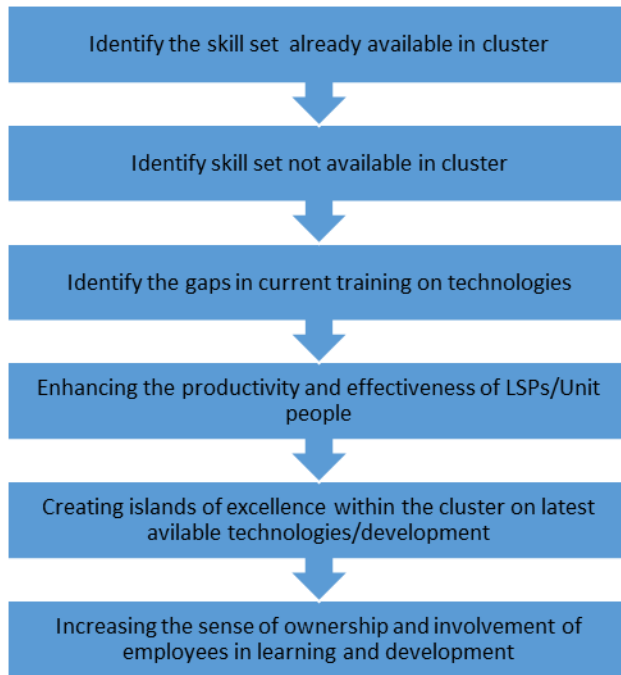 Identify the skill set already available in cluster
Identify skill set not available in cluster
Identify the gaps in current training on technologies
Enhancing the productivity and effectiveness of LSPs/Unit
people
Creating islands of excellence within the cluster on latest
avilable technologies/development
Increasing the sense of ownership and involvement of
employees in learning and development